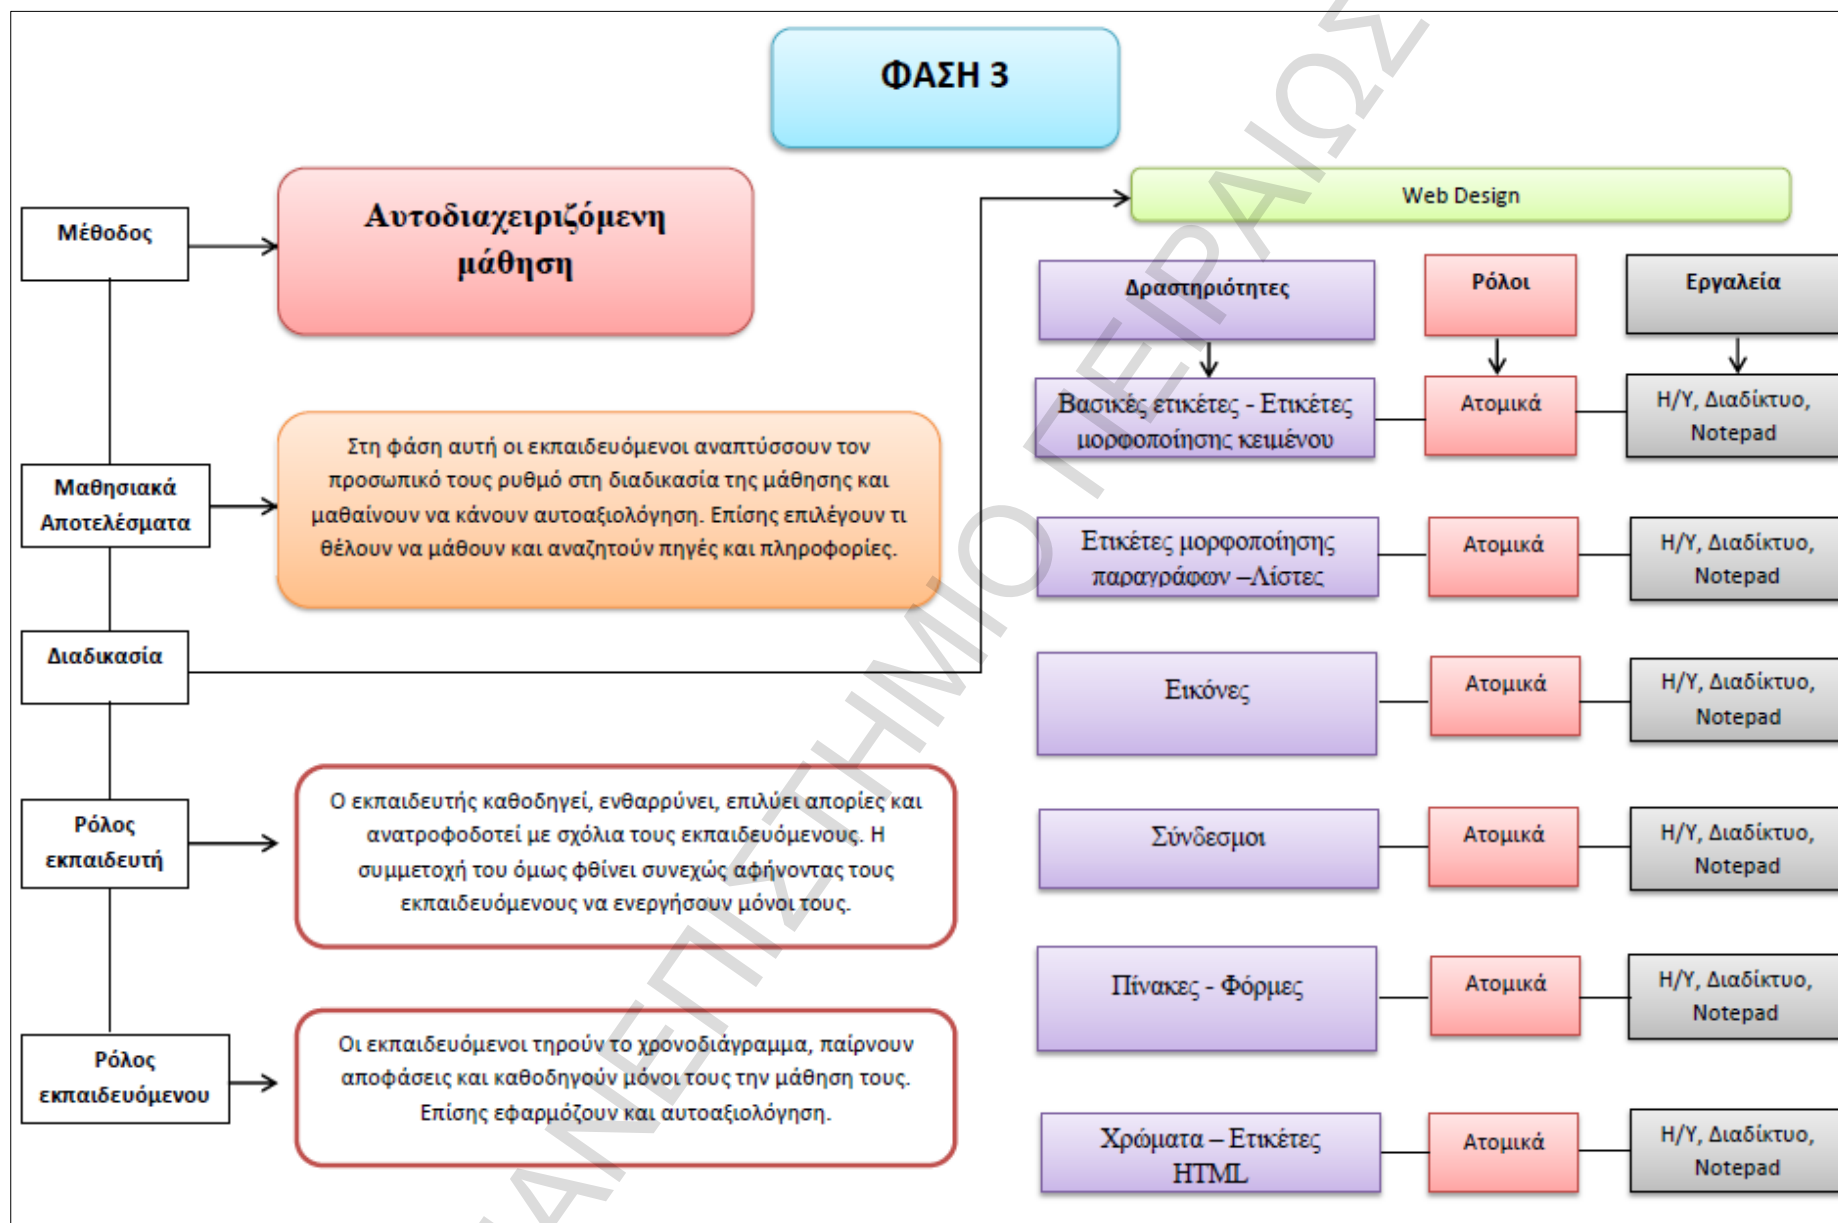 ΦΑΣΗ 3
Μέθοδος
Αυτοδιαχειριζόμενη
μάθηση
Μαθησιακά
Αποτελέσματα
Στη φάση αυτή οι εκπαιδευόμενοι αναπτύσσουν τον
προσωπικό τους ρυθμό στη διαδικασία της μάθησης και
μαθαίνουν να κάνουν αυτοαξιολόγηση. Επίσης επιλέγουν τι
θέλουν να μάθουν και αναζητούν πηγές και πληροφορίες.
Διαδικασία
Ρόλος
εκπαιδευτή
Ο εκπαιδευτής καθοδηγεί, ενθαρρύνει, επιλύει απορίες και
ανατροφοδοτεί με σχόλια τους εκπαιδευόμενους. Η
συμμετοχή του όμως φθίνει συνεχώς αφήνοντας τους
εκπαιδευόμενους να ενεργήσουν μόνοι τους.
Ρόλος
εκπαιδευόμενου
Οι εκπαιδευόμενοι τηρούν το χρονοδιάγραμμα, παίρνουν
αποφάσεις και καθοδηγούν μόνοι τους την μάθηση τους.
Επίσης εφαρμόζουν και αυτοαξιολόγηση.
Web Design
Δραστηριότητες
Ρόλοι
Εργαλεία
Βασικές ετικέτες - Ετικέτες
μορφοποίησης κειμένου
Ατομικά
Η/Υ, Διαδίκτυο,
Notepad
Ετικέτες μορφοποίησης
παραγράφων –Λίστες
Ατομικά
Η/Υ, Διαδίκτυο,
Notepad
Εικόνες
Ατομικά
Η/Υ, Διαδίκτυο,
Notepad
Σύνδεσμοι
Ατομικά
Η/Υ, Διαδίκτυο,
Notepad
Πίνακες - Φόρμες
Ατομικά
Η/Υ, Διαδίκτυο,
Notepad
Χρώματα – Ετικέτες
HTML
Ατομικά
Η/Υ, Διαδίκτυο,
Notepad
ΑΝΕΠΙΣΤΗΜΙΟ ΠΕΙΡΑΙΩΣ